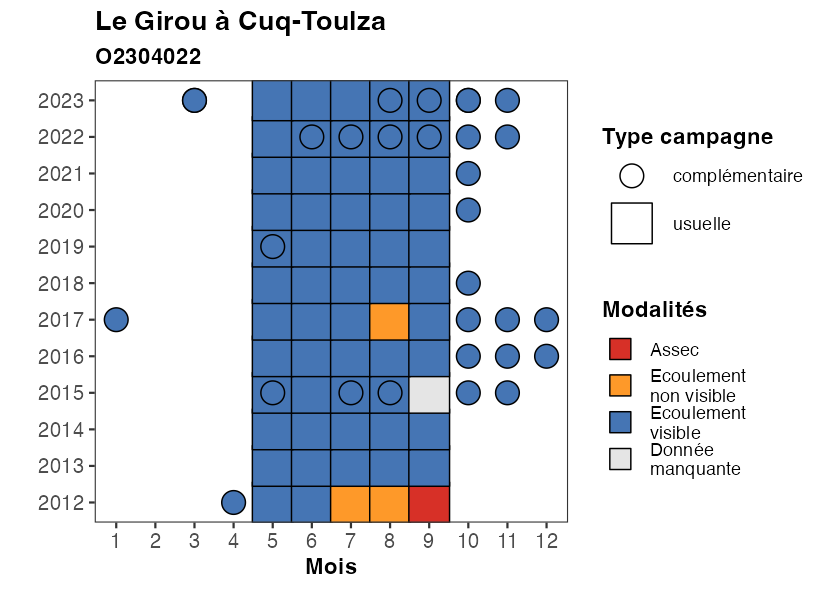 Le Girou à Cuq-Toulza
O2304022
2023
2022
2021
2020
2019
2018
2017
2016
2015
2014
2013
2012
1 2 3 4 5 6 7 8 9 10 11 12
Mois
Type campagne
complémentaire
usuelle
Modalités
Assec
Ecoulement
non visible
Ecoulement
visible
Donnée
manquante